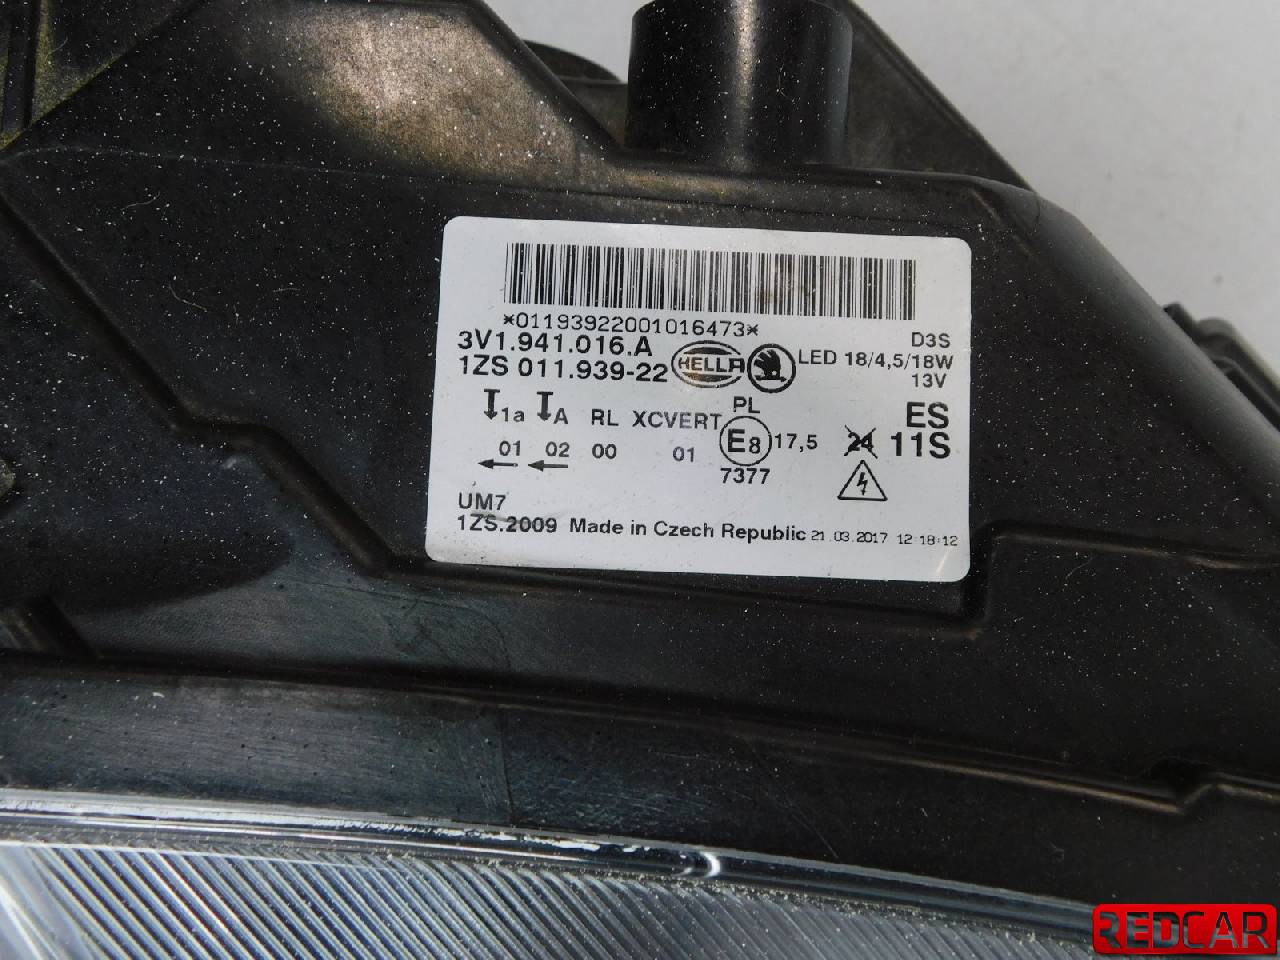 *01193922001016473*
3V1.941.016.A
1ZS 011.939-22
HELLA
D3S
LED 18/4,5/18W
13V
1a A RL XCVERT PL ES
01 02 00 01 E8 17,5 24 11S
7377
UM7
1ZS.2009 Made in Czech Republic 21.03.2017 12:18:12
REDCAR